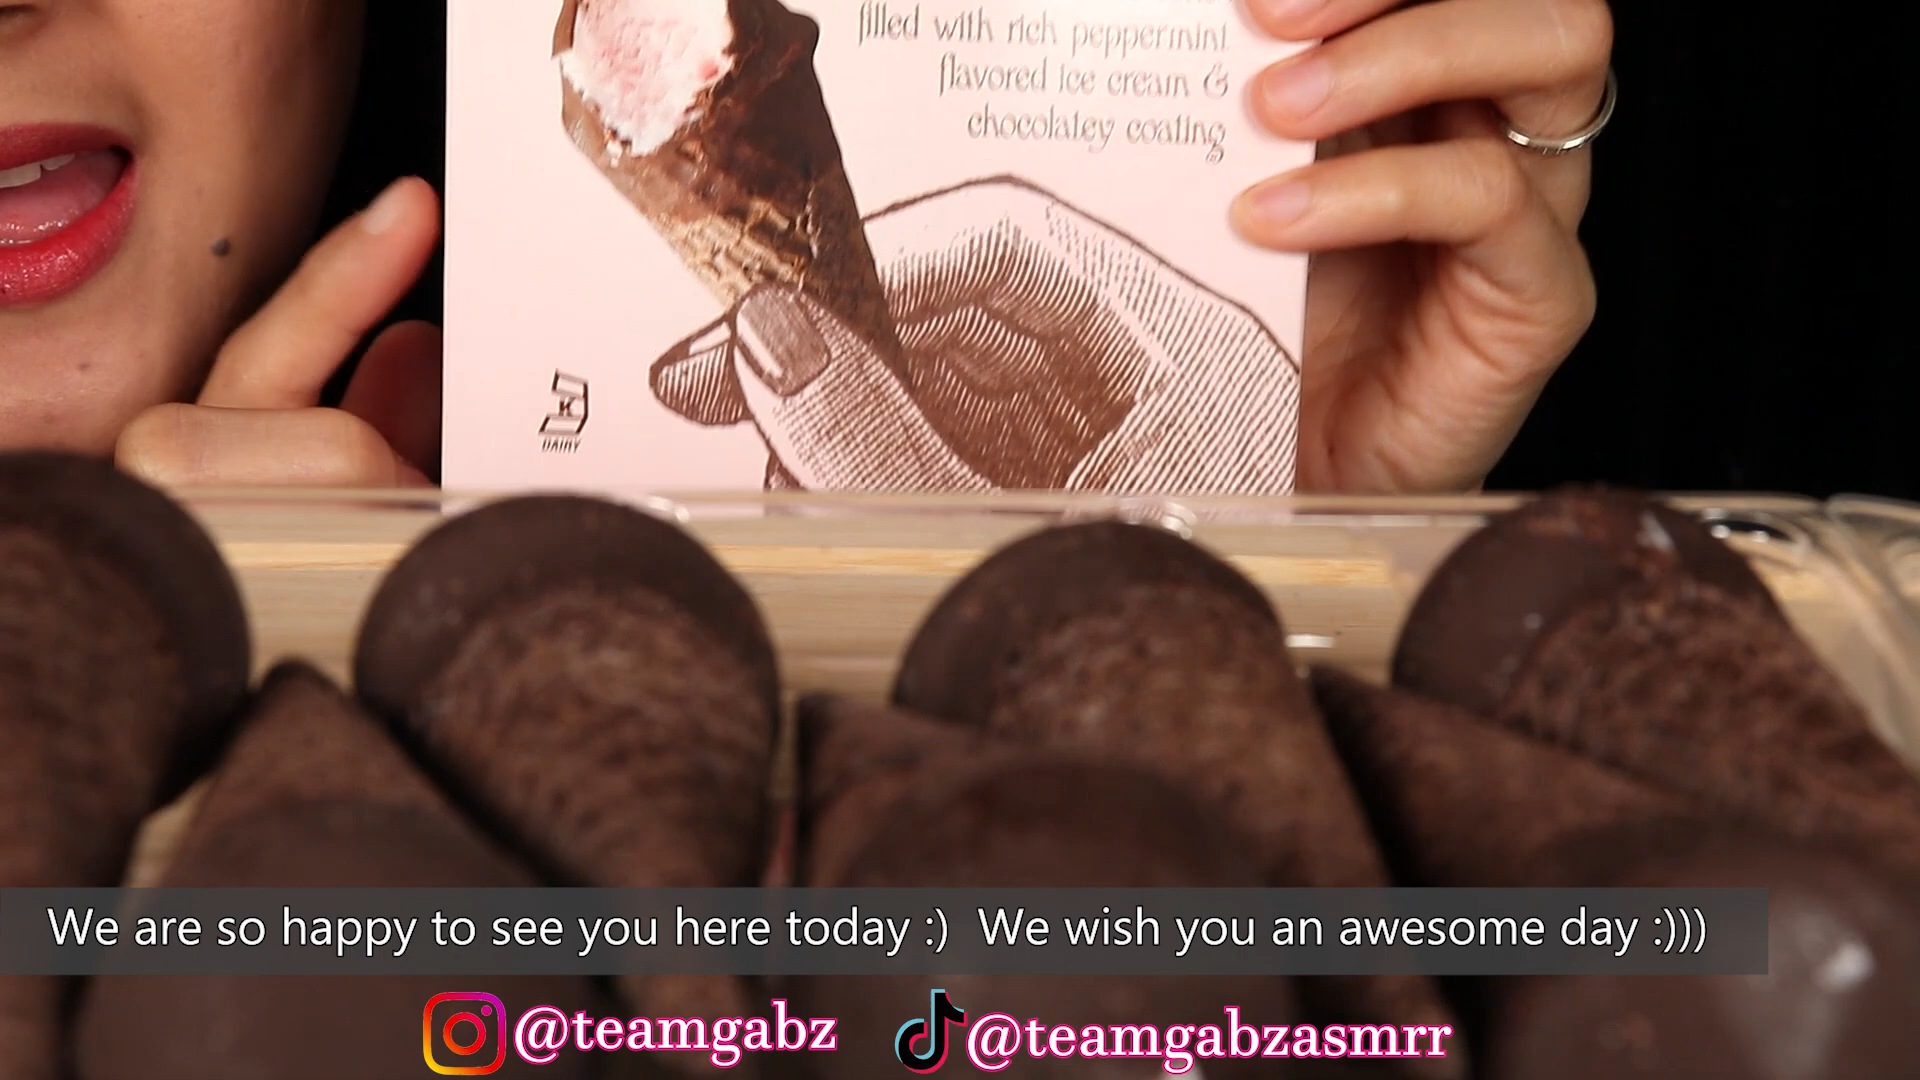 filled with rich peppermint
flavored ice cream &
chocolatey coating
K
DAIRY
We are so happy to see you here today :)  We wish you an awesome day :)))
@teamgabz @teamgabzasmrr